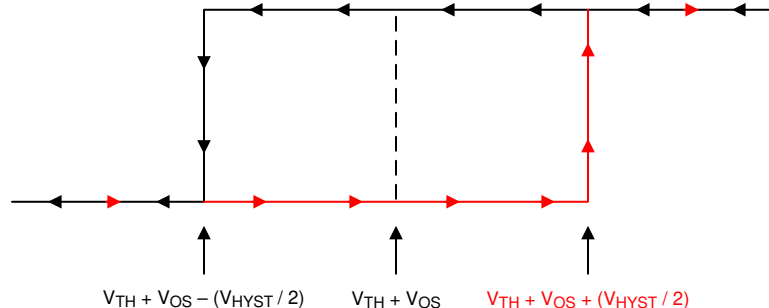 VTH + VOS – (VHYST / 2) VTH + VOS VTH + VOS + (VHYST / 2)